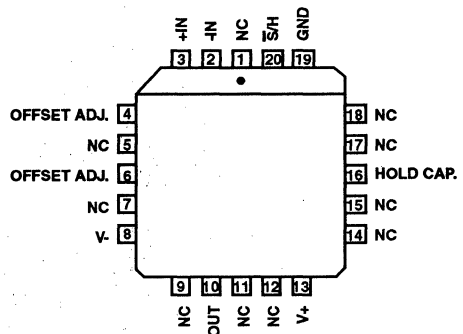 +IN -IN NC S̅/H GND
3 2 1 20 19
OFFSET ADJ. 4 18 NC
NC 5 17 NC
OFFSET ADJ. 6 16 HOLD CAP.
NC 7 15 NC
V- 8 14 NC
9 10 11 12 13
NC OUT NC NC V+